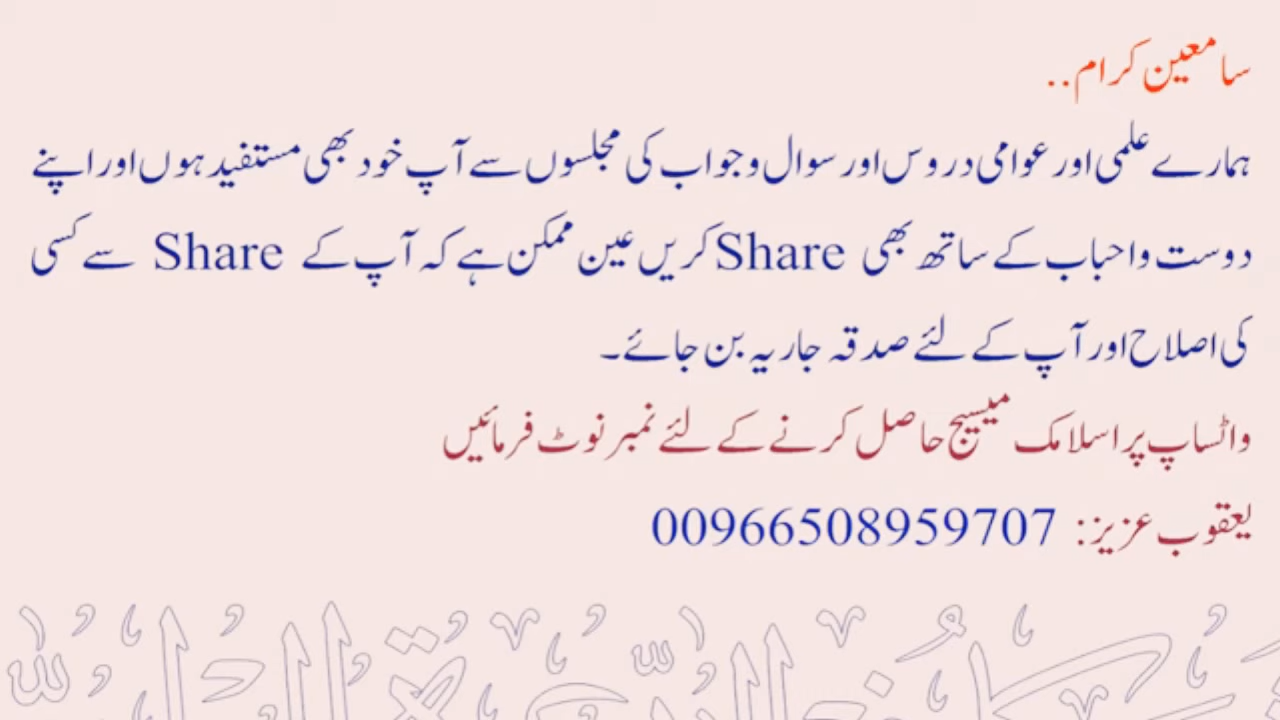 سامعین کرام..
ہمارے علمی اور عوامی دروس اور سوال و جواب کی مجلسوں سے آپ خود بھی مستفید ہوں اور اپنے
دوست واحباب کے ساتھ بھی Share کریں عین ممکن ہے کہ آپ کے Share سے کسی
کی اصلاح اور آپ کے لئے صدقہ جاریہ بن جائے۔
واٹساپ پر اسلامک میسیج حاصل کرنے کے لئے نمبر نوٹ فرمائیں
یعقوب عزیز: 00966508959707